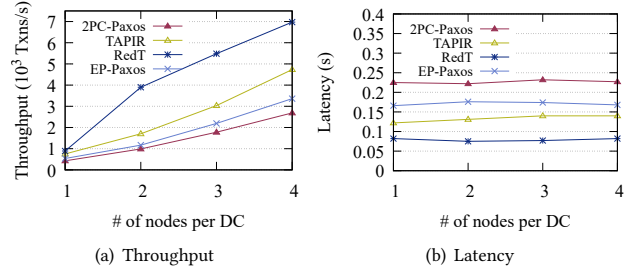 Throughput (10³ Txns/s)
7
6
5
4
3
2
1
0
2PC-Paxos
TAPIR
RedT
EP-Paxos
1 2 3 4
# of nodes per DC
(a) Throughput
Latency (s)
0.4
0.35
0.3
0.25
0.2
0.15
0.1
0.05
0
2PC-Paxos
TAPIR
RedT
EP-Paxos
1 2 3 4
# of nodes per DC
(b) Latency